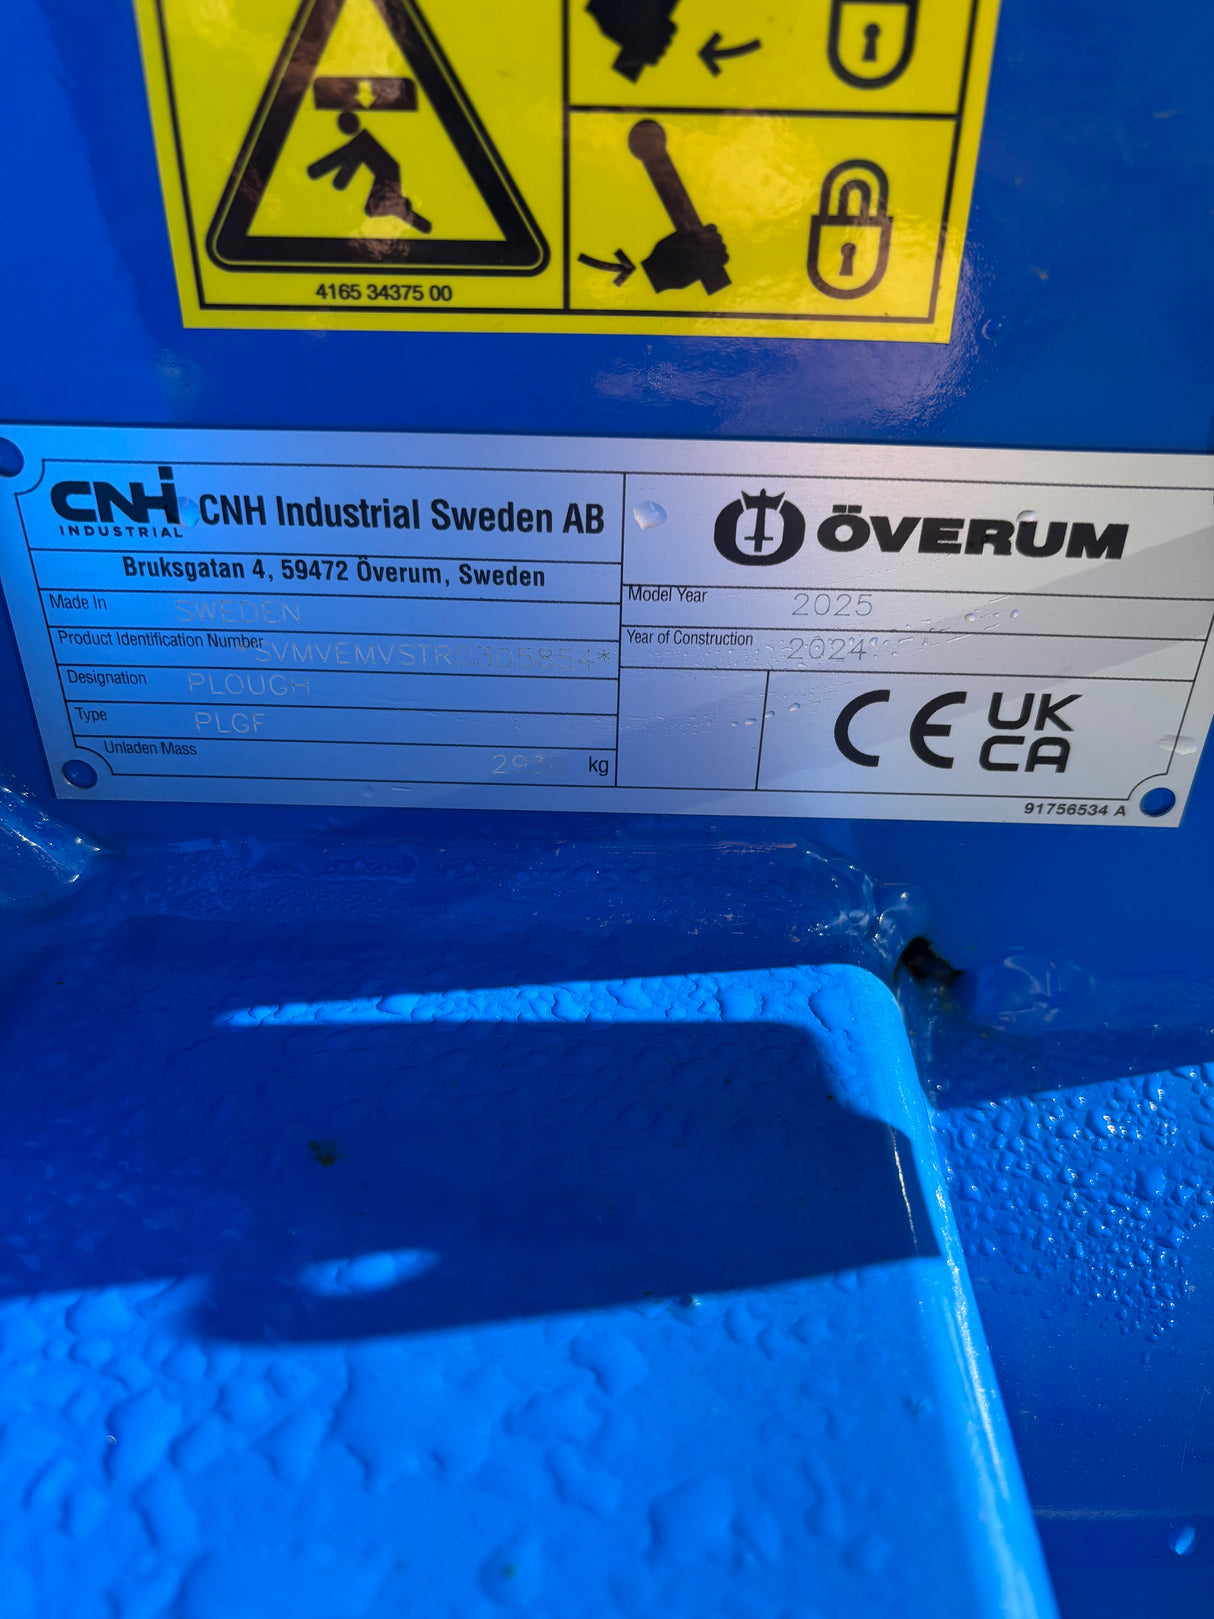 4165 34375 00
CNH
INDUSTRIAL
CNH Industrial Sweden AB
Bruksgatan 4, 59472 Överum, Sweden
Made In SWEDEN
Product Identification Number *SVMVEMVSTR0305854*
Designation PLOUGH
Type PLGF
Unladen Mass kg
ÖVERUM
Model Year 2025
Year of Construction 2024
CE UK
CA
91756534 A